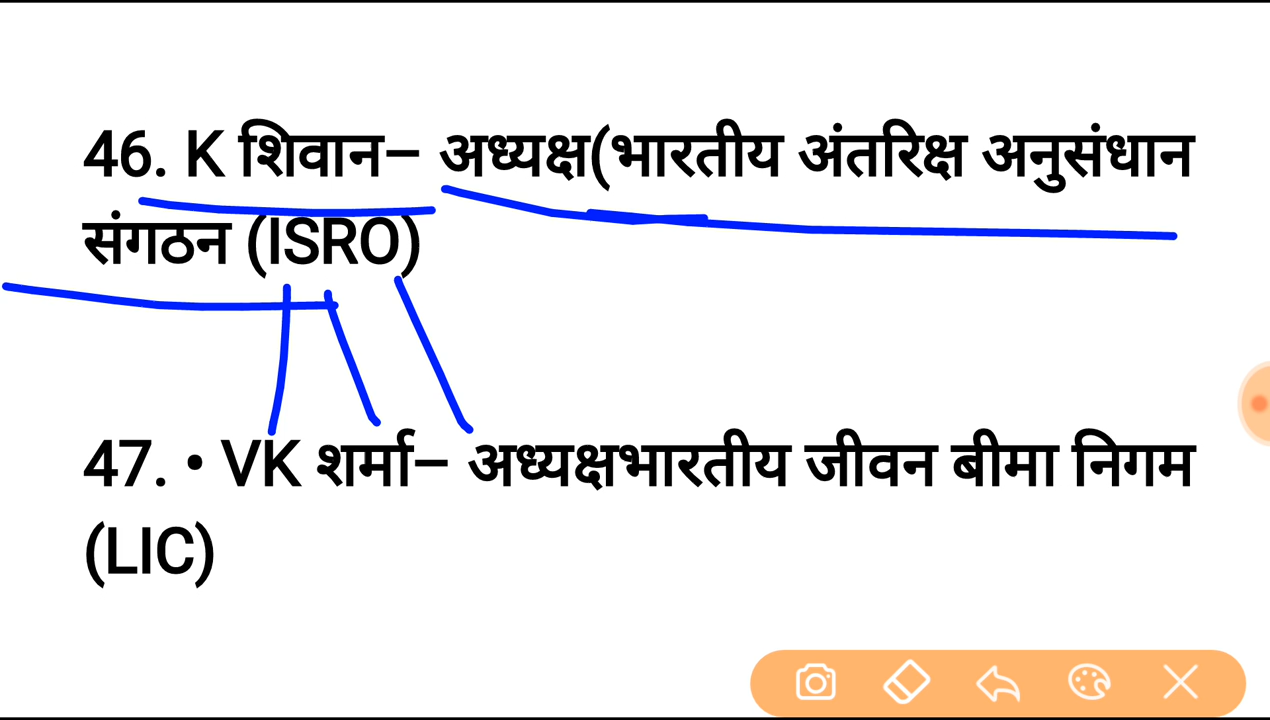 46. K शिवान– अध्यक्ष(भारतीय अंतरिक्ष अनुसंधान
संगठन (ISRO)
47. • VK शर्मा– अध्यक्षभारतीय जीवन बीमा निगम
(LIC)